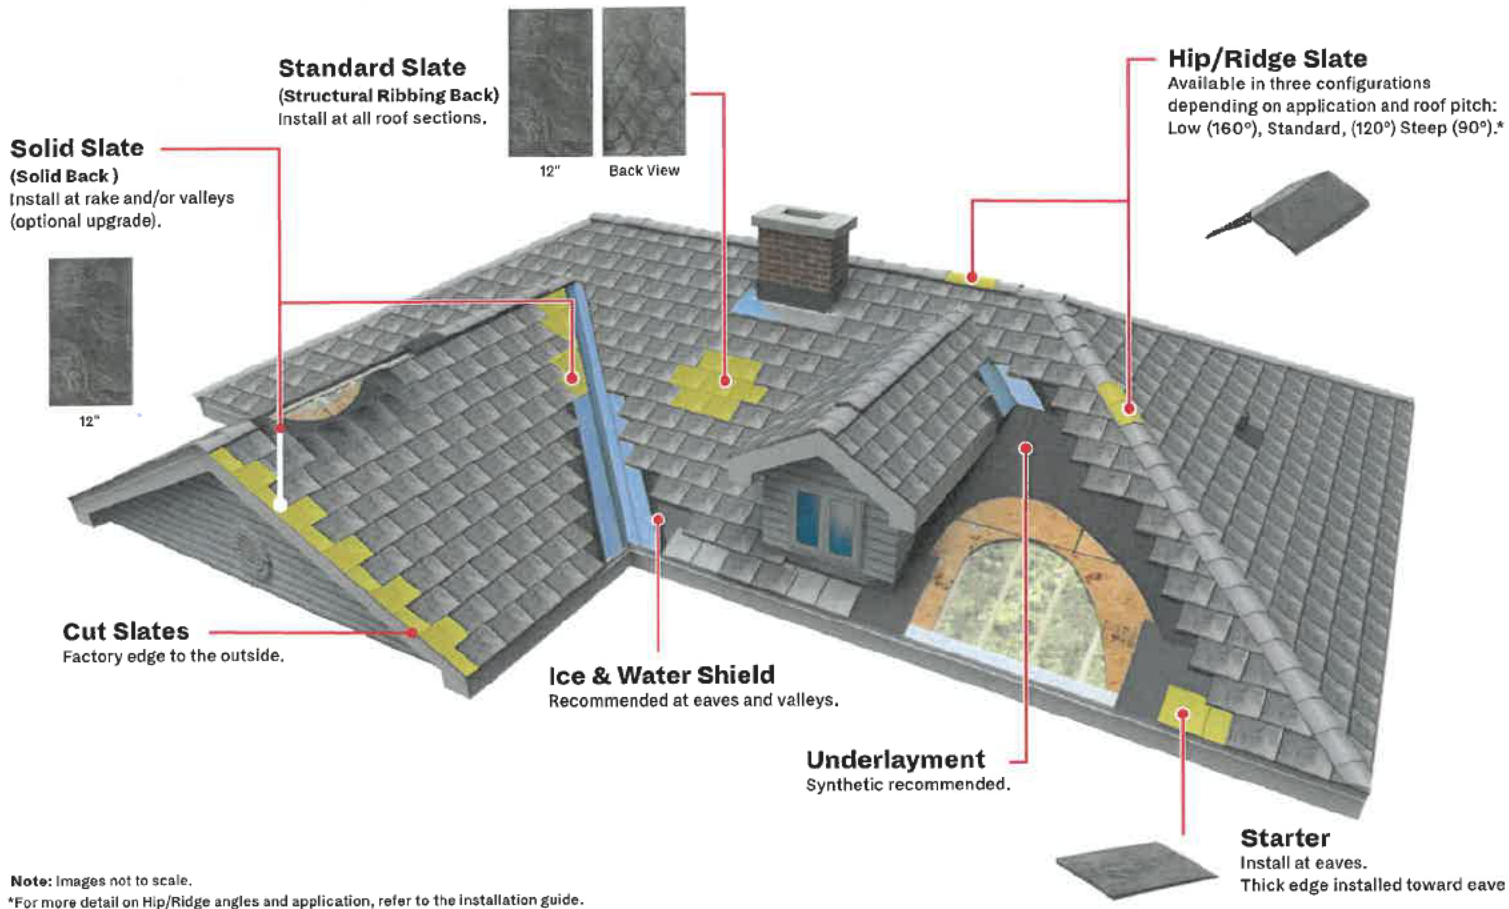 Standard Slate
(Structural Ribbing Back)
Install at all roof sections.
12"
Back View
Hip/Ridge Slate
Available in three configurations
depending on application and roof pitch:
Low (160°), Standard, (120°) Steep (90°).*
Solid Slate
(Solid Back )
Install at rake and/or valleys
(optional upgrade).
12"
Cut Slates
Factory edge to the outside.
Ice & Water Shield
Recommended at eaves and valleys.
Underlayment
Synthetic recommended.
Starter
Install at eaves.
Thick edge installed toward eave
Note: Images not to scale.
*For more detail on Hip/Ridge angles and application, refer to the installation guide.